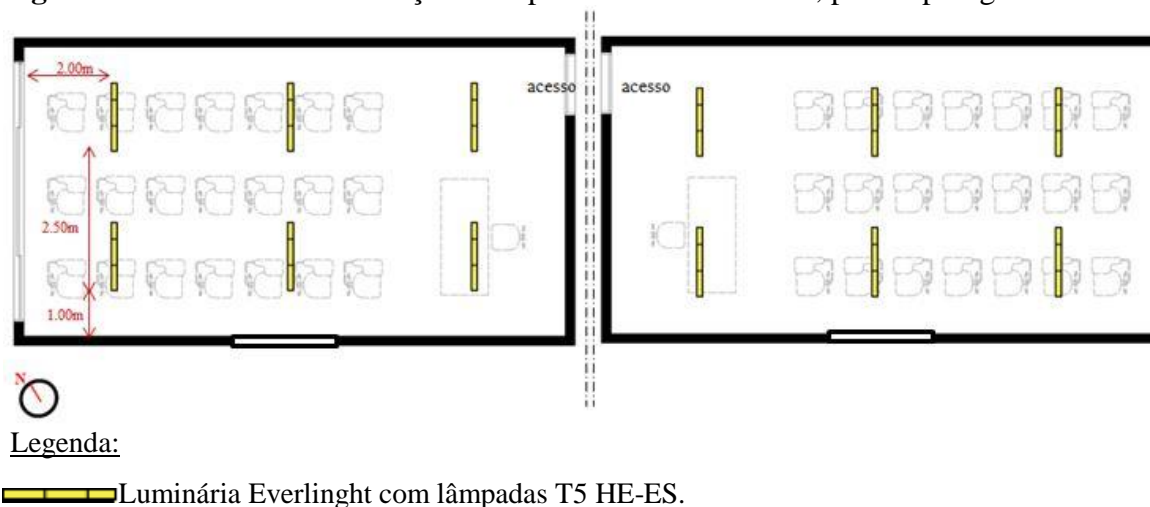 2.00m
acesso
acesso
2.50m
1.00m
N
Legenda:
Luminária Everlinght com lâmpadas T5 HE-ES.